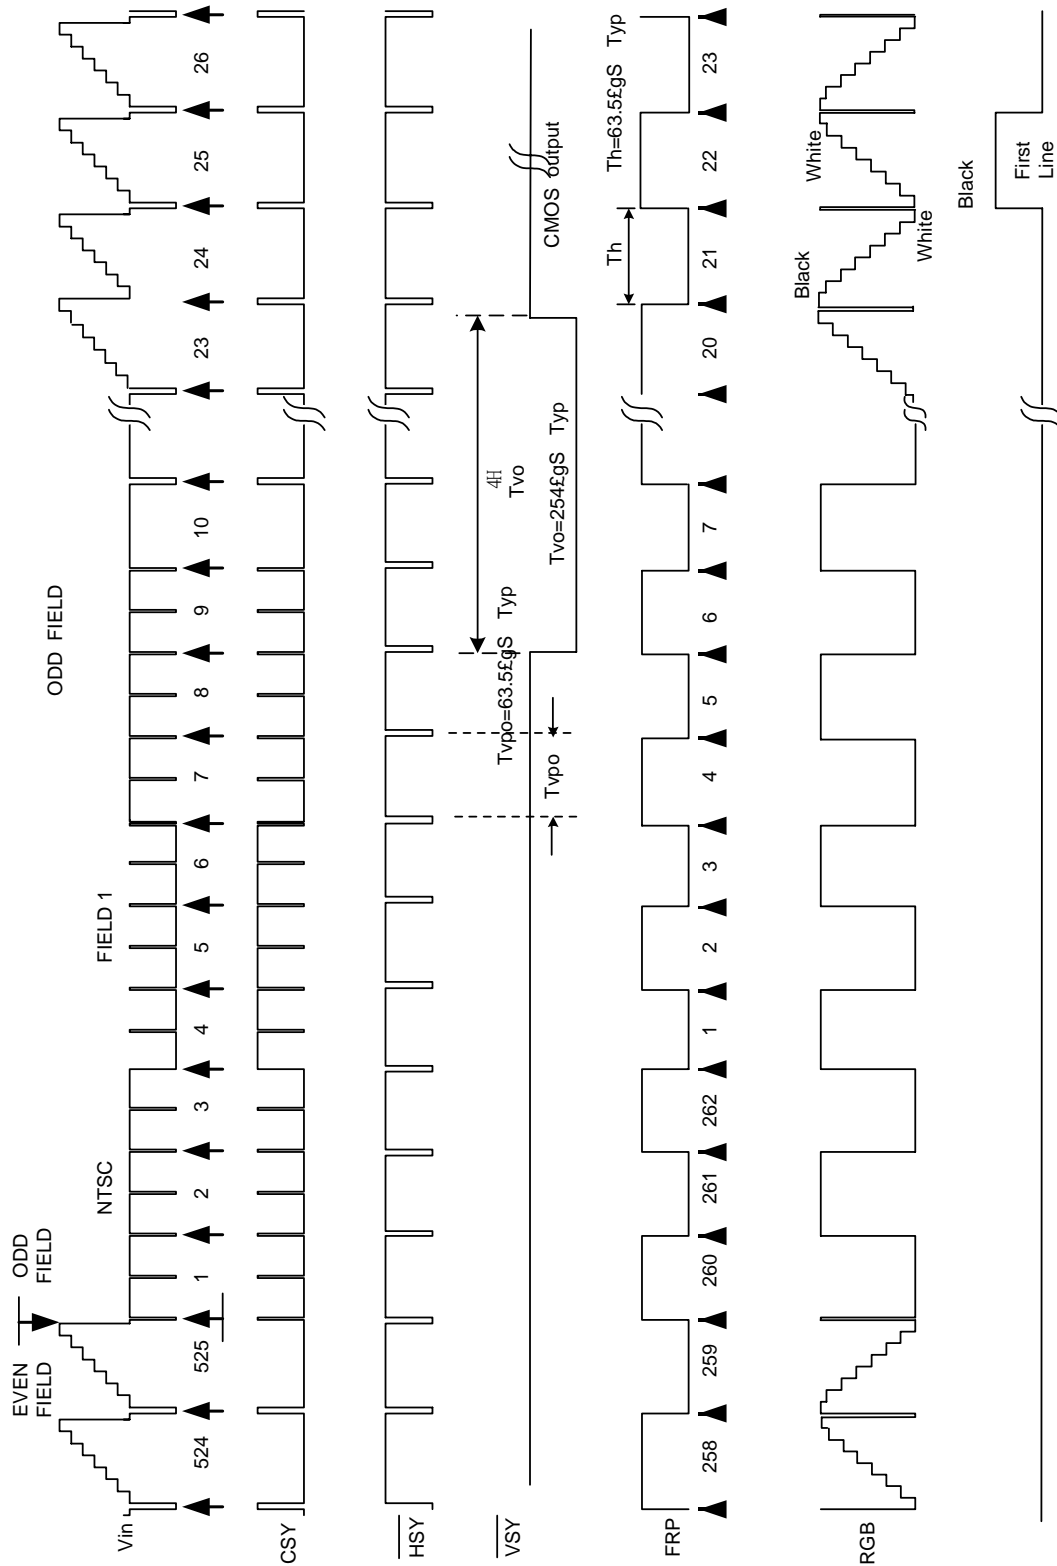 EVEN
FIELD
ODD
FIELD
NTSC
FIELD 1
ODD FIELD
Vin
524
525
1
2
3
4
5
6
7
8
9
10
23
24
25
26
CSY
HSY
VSY
Tvpo
Tvpo=63.5£gS Typ
4H
Tvo
Tvo=254£gS Typ
CMOS output
Th
Th=63.5£gS Typ
FRP
258
259
260
261
262
1
2
3
4
5
6
7
20
21
22
23
RGB
Black
White
White
Black
First
Line